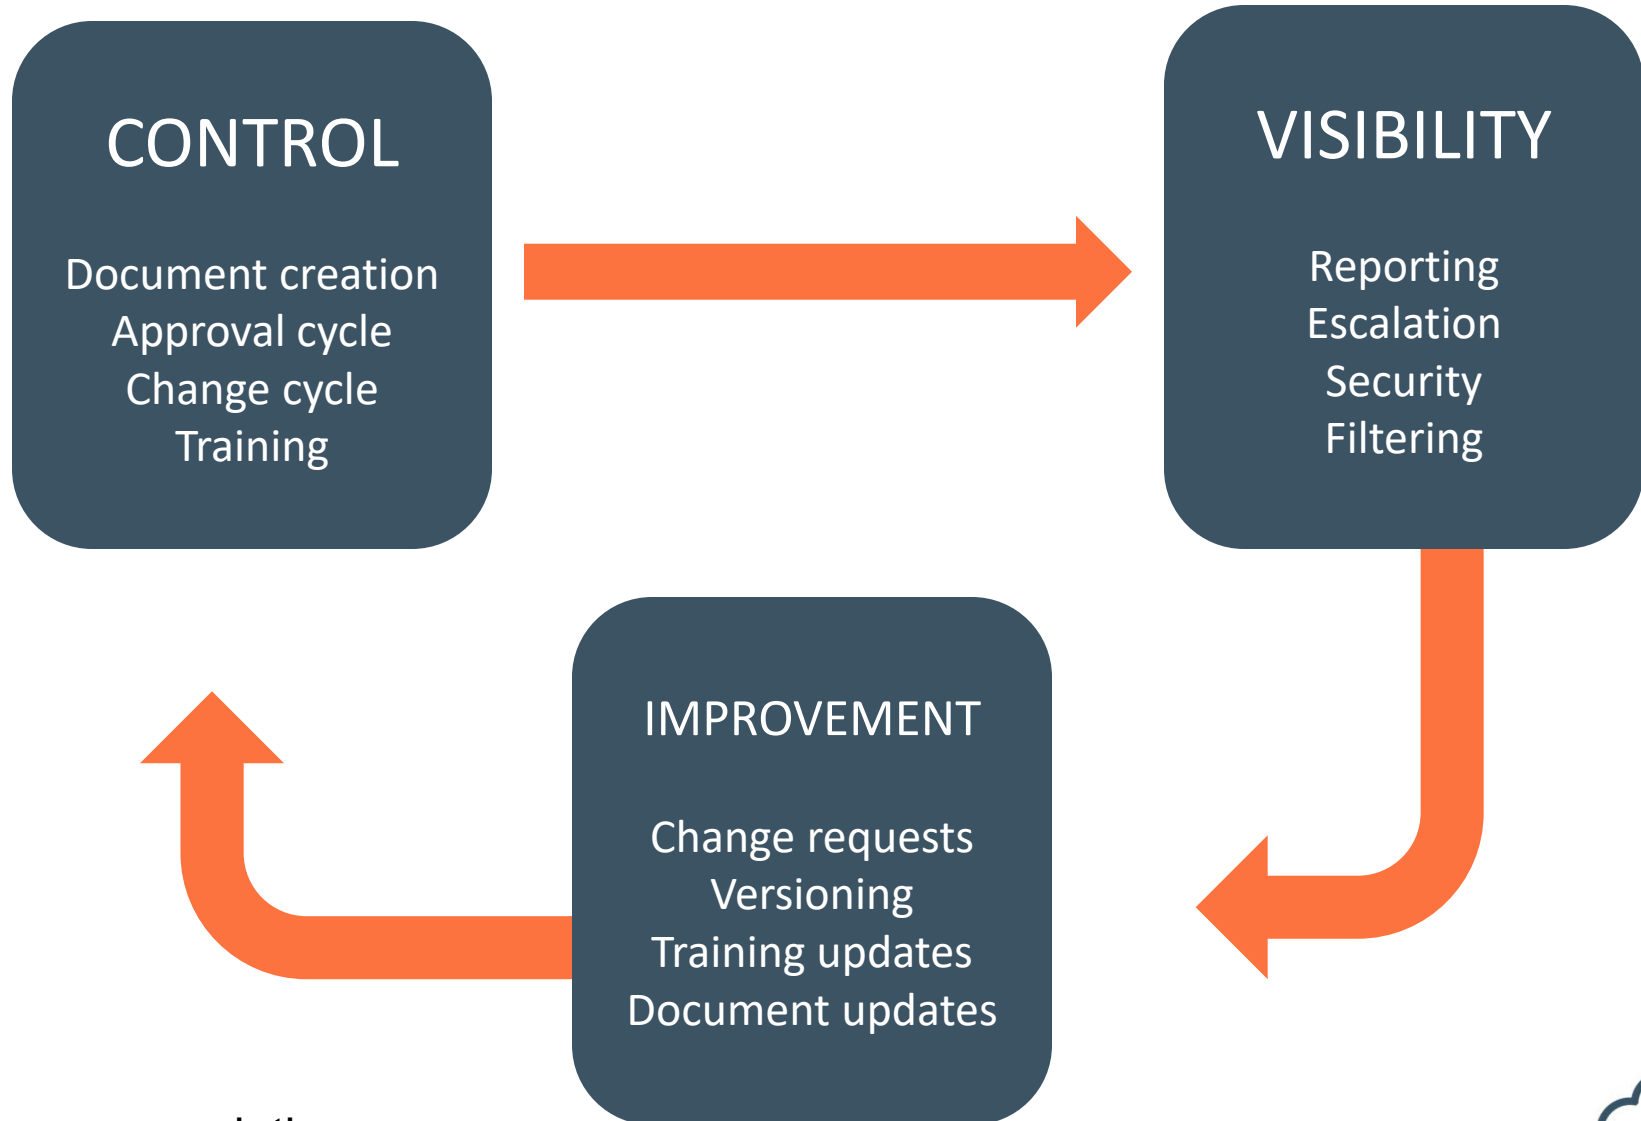 CONTROL
Document creation
Approval cycle
Change cycle
Training
VISIBILITY
Reporting
Escalation
Security
Filtering
IMPROVEMENT
Change requests
Versioning
Training updates
Document updates